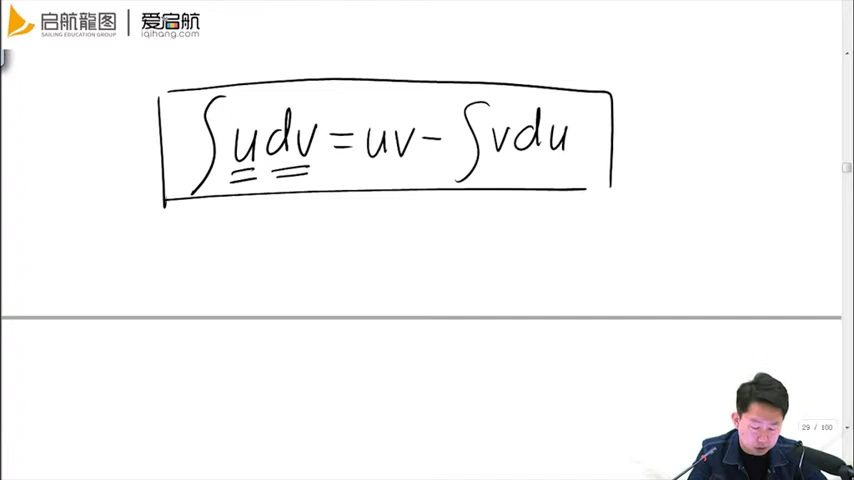 启航龍图 爱启航
SAILING EDUCATION GROUP iqihang.com
∫udv=uv-∫vdu
29 / 100